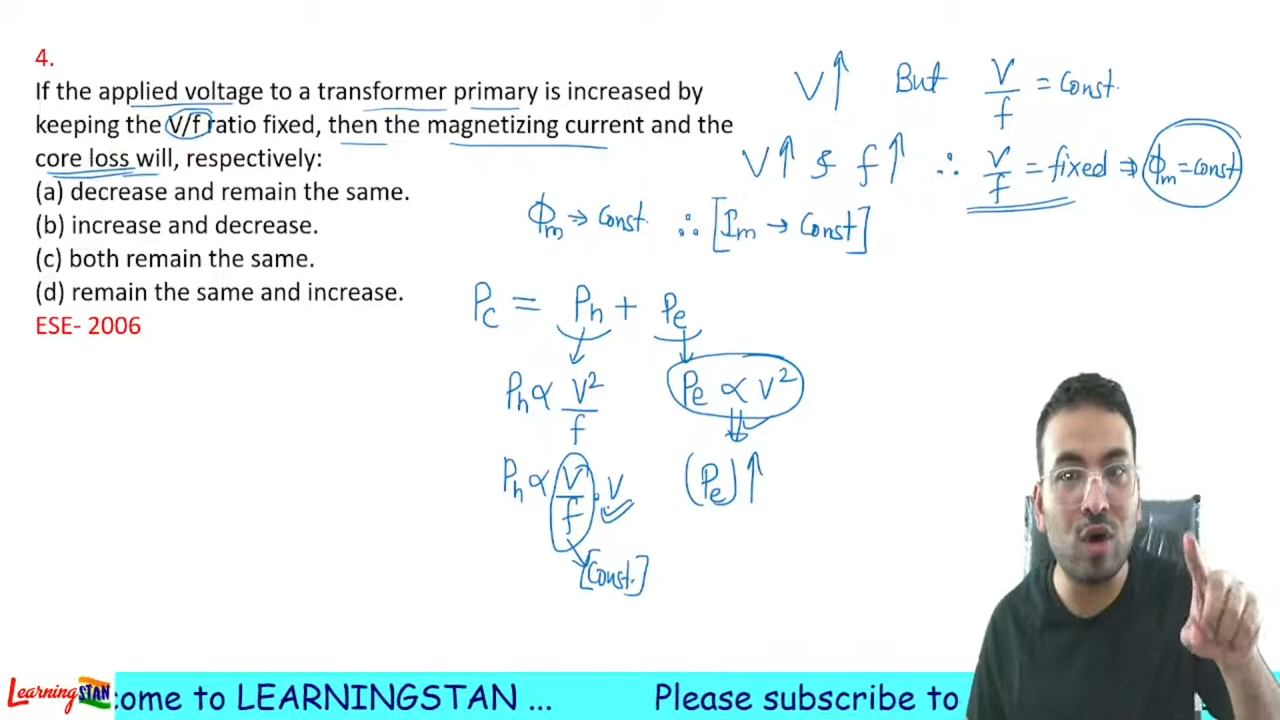 4.
If the applied voltage to a transformer primary is increased by
keeping the V/f ratio fixed, then the magnetizing current and the
core loss will, respectively:
(a) decrease and remain the same.
(b) increase and decrease.
(c) both remain the same.
(d) remain the same and increase.
ESE- 2006
V↑ But V/f = Const.
V↑ & f↑ ∴ V/f = fixed ⇒ ϕm = const
ϕm → Const. ∴ [Im → Const]
Pc = Ph + Pe
Ph ∝ V²/f
Pe ∝ V²
Ph ∝ V/f . V
(Pe)↑
[Const.]
LearningSTAN
ome to LEARNINGSTAN ... Please subscribe to